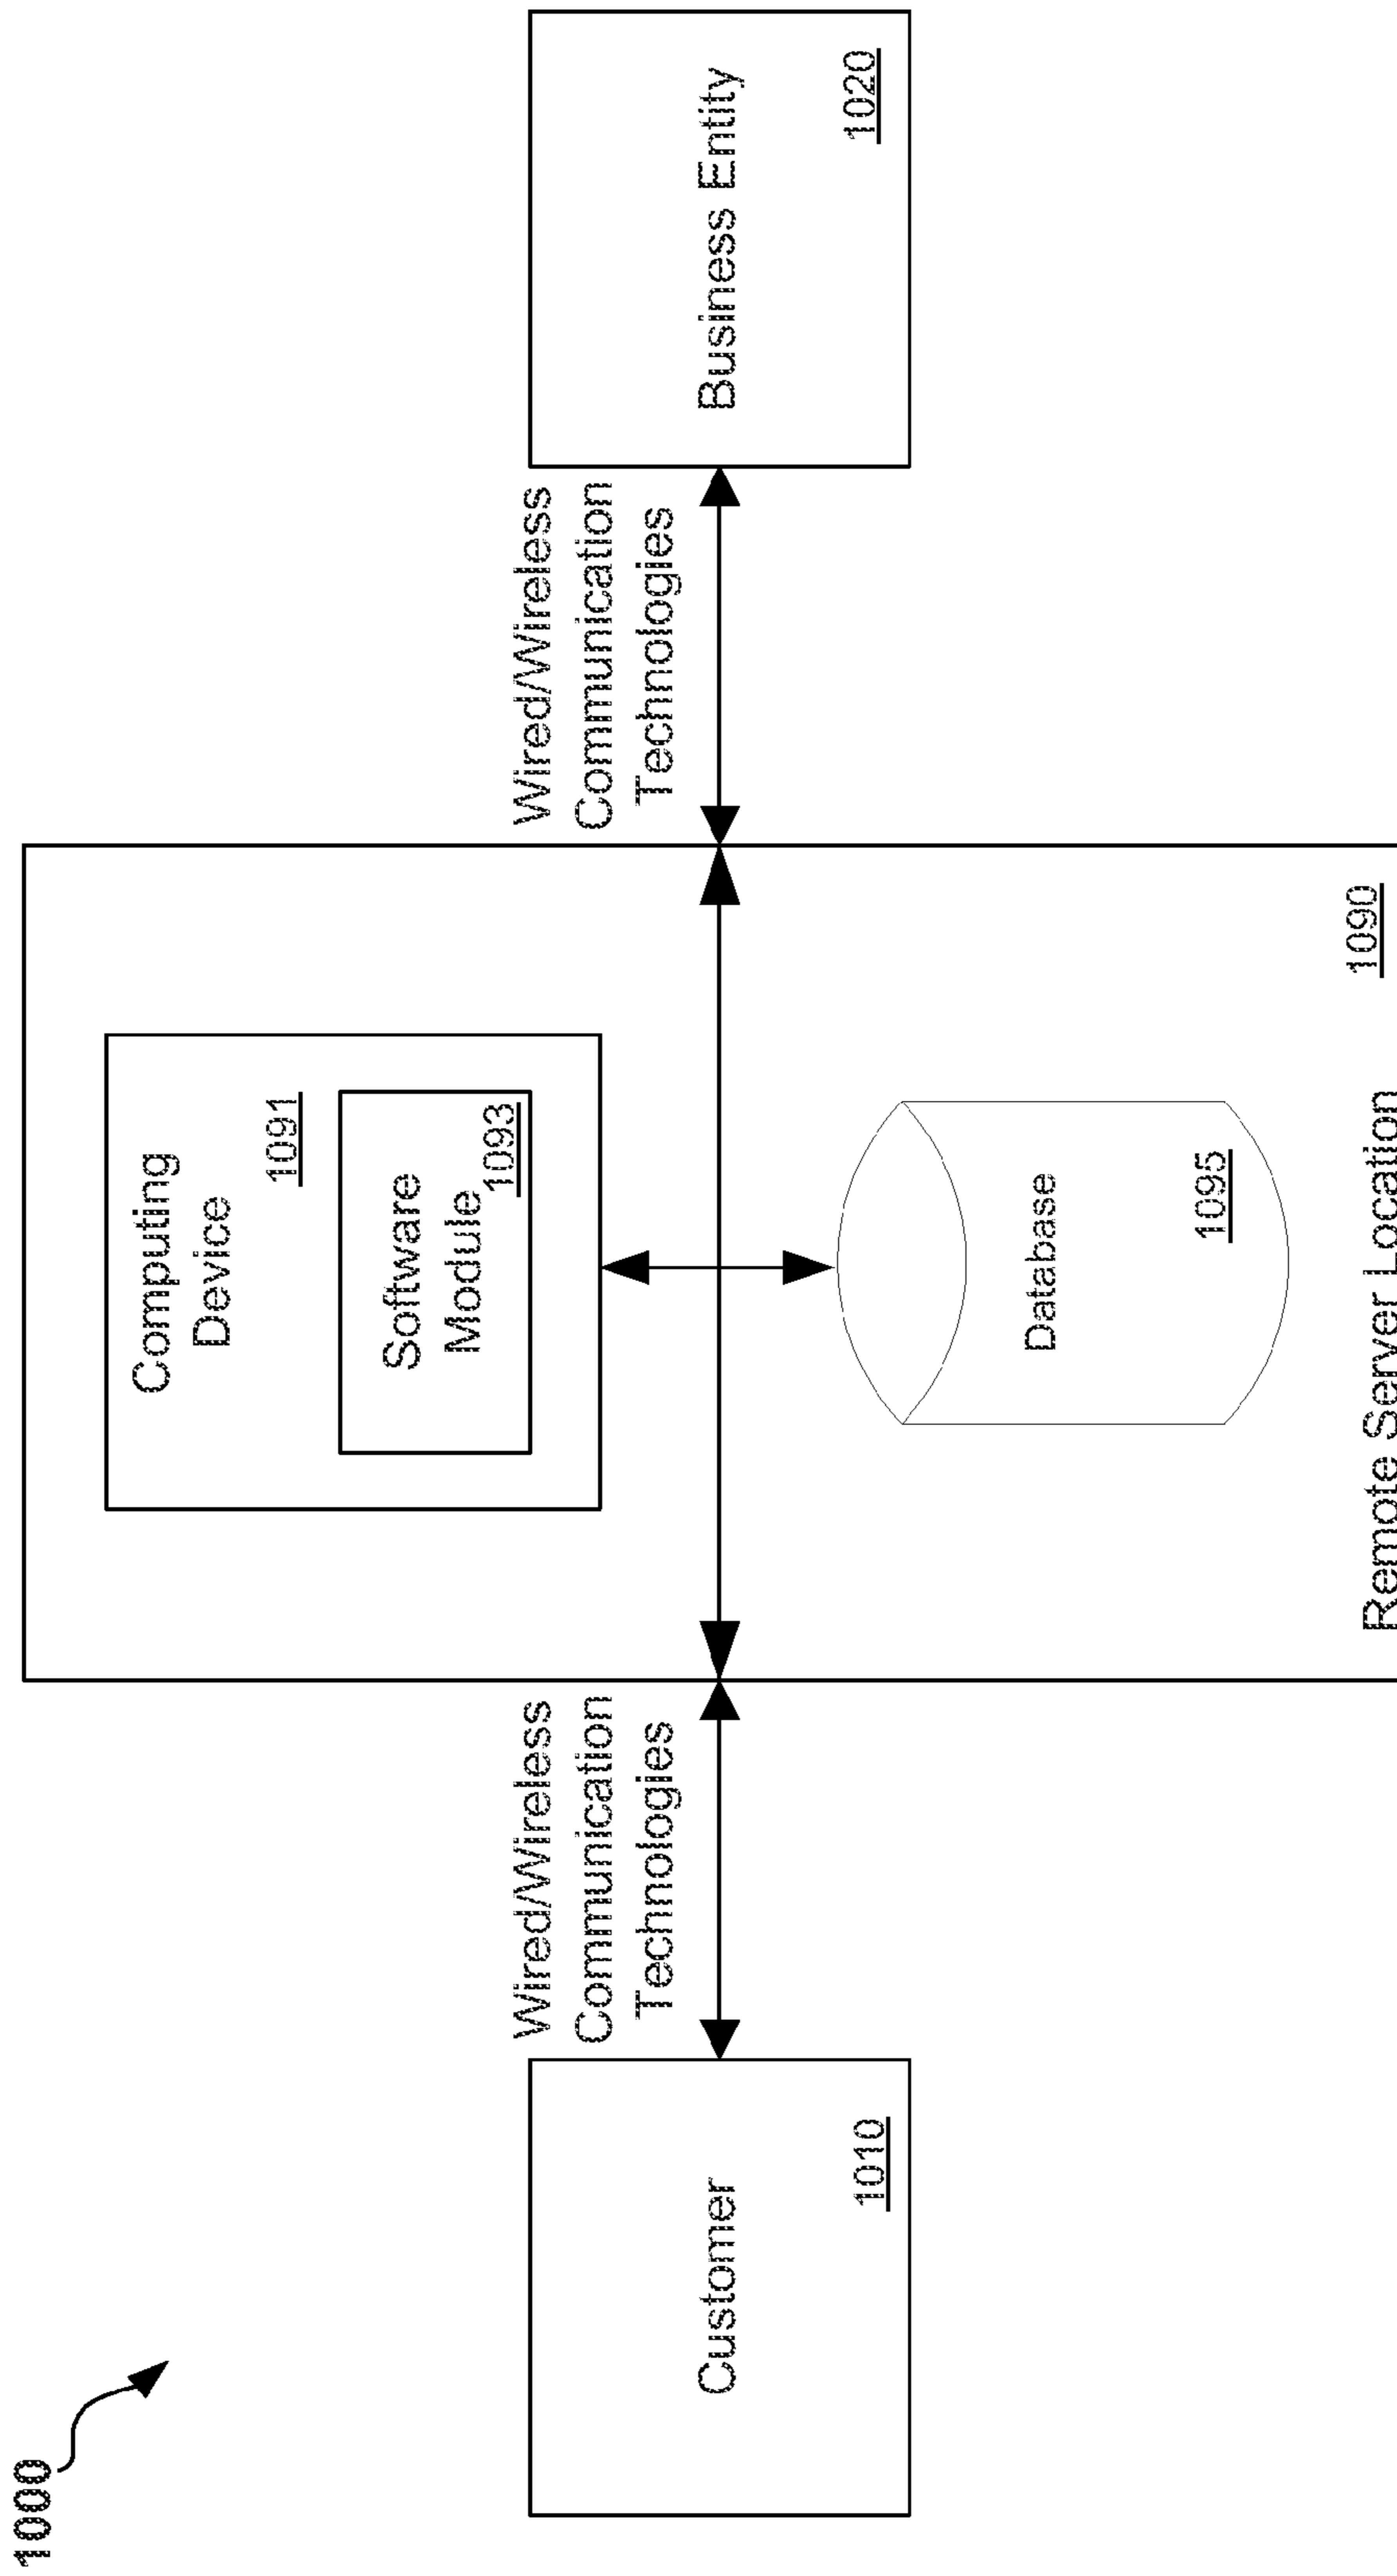 1000
Computing
Device
1091
Software
Module
1093
Wired/Wireless
Communication
Technologies
Wired/Wireless
Communication
Technologies
Customer
1010
Business Entity
1020
Database
1095
1090
Remote Server Location